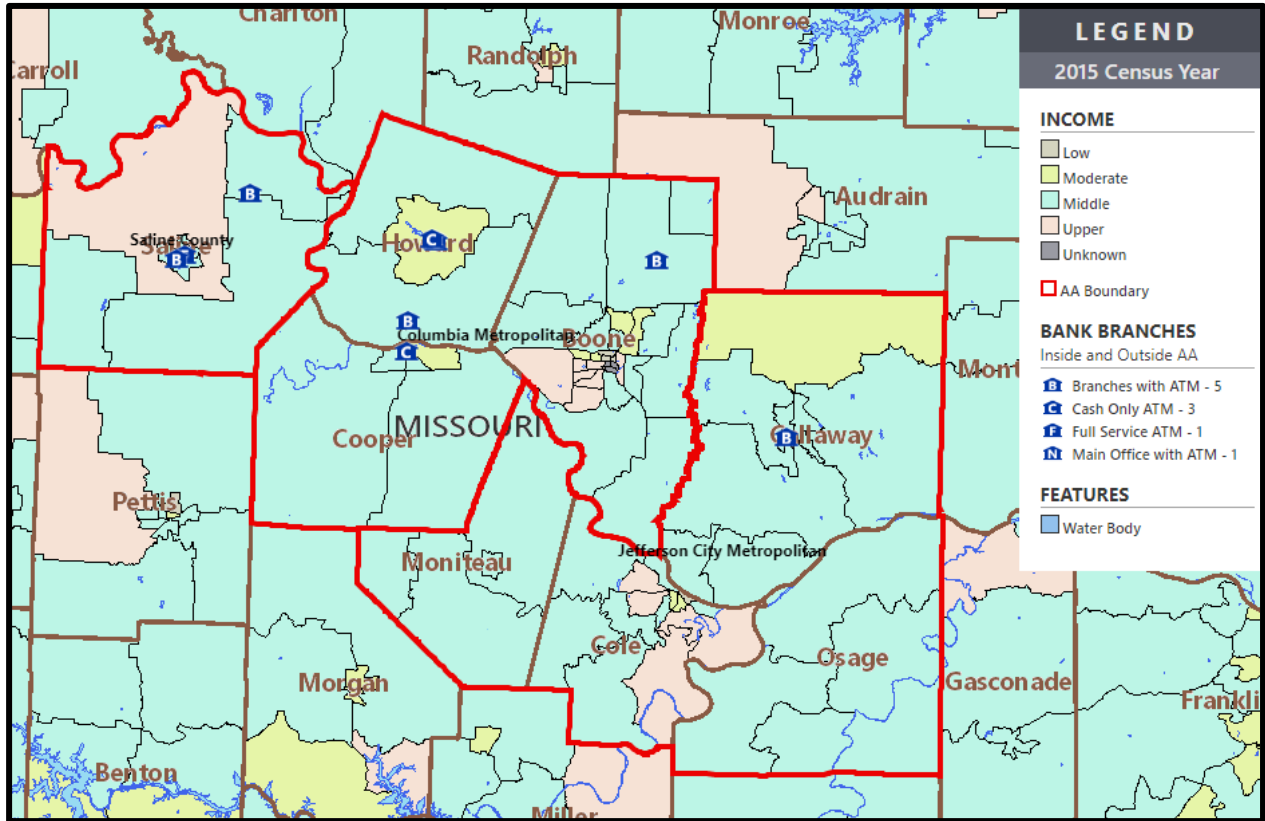 Charlton
Monroe
Randolph
Carroll
Audrain
Saline County
Saline
Howard
Columbia Metropolitan
Boone
Mont
MISSOURI
Cooper
Callaway
Pettis
Jefferson City Metropolitan
Moniteau
Cole
Osage
Morgan
Gasconade
Frankli
Benton
Miller
B
B
C
B
B
C
B
LEGEND
2015 Census Year
INCOME
Low
Moderate
Middle
Upper
Unknown
AA Boundary
BANK BRANCHES
Inside and Outside AA
B Branches with ATM - 5
C Cash Only ATM - 3
F Full Service ATM - 1
N Main Office with ATM - 1
FEATURES
Water Body